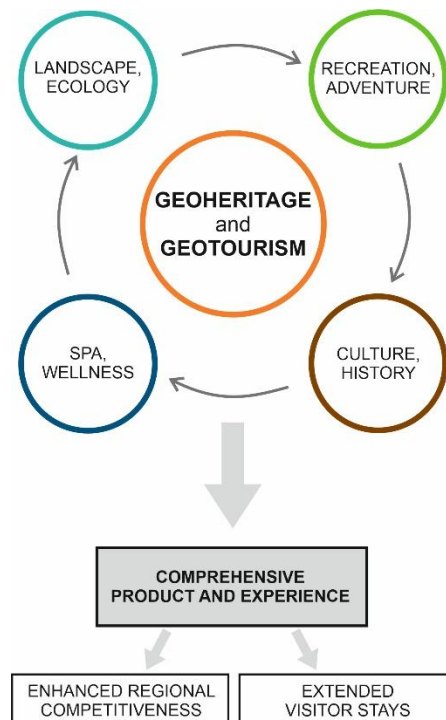 LANDSCAPE,
ECOLOGY
RECREATION,
ADVENTURE
GEOHERITAGE
and
GEOTOURISM
SPA,
WELLNESS
CULTURE,
HISTORY
COMPREHENSIVE
PRODUCT AND EXPERIENCE
ENHANCED REGIONAL
COMPETITIVENESS
EXTENDED
VISITOR STAYS